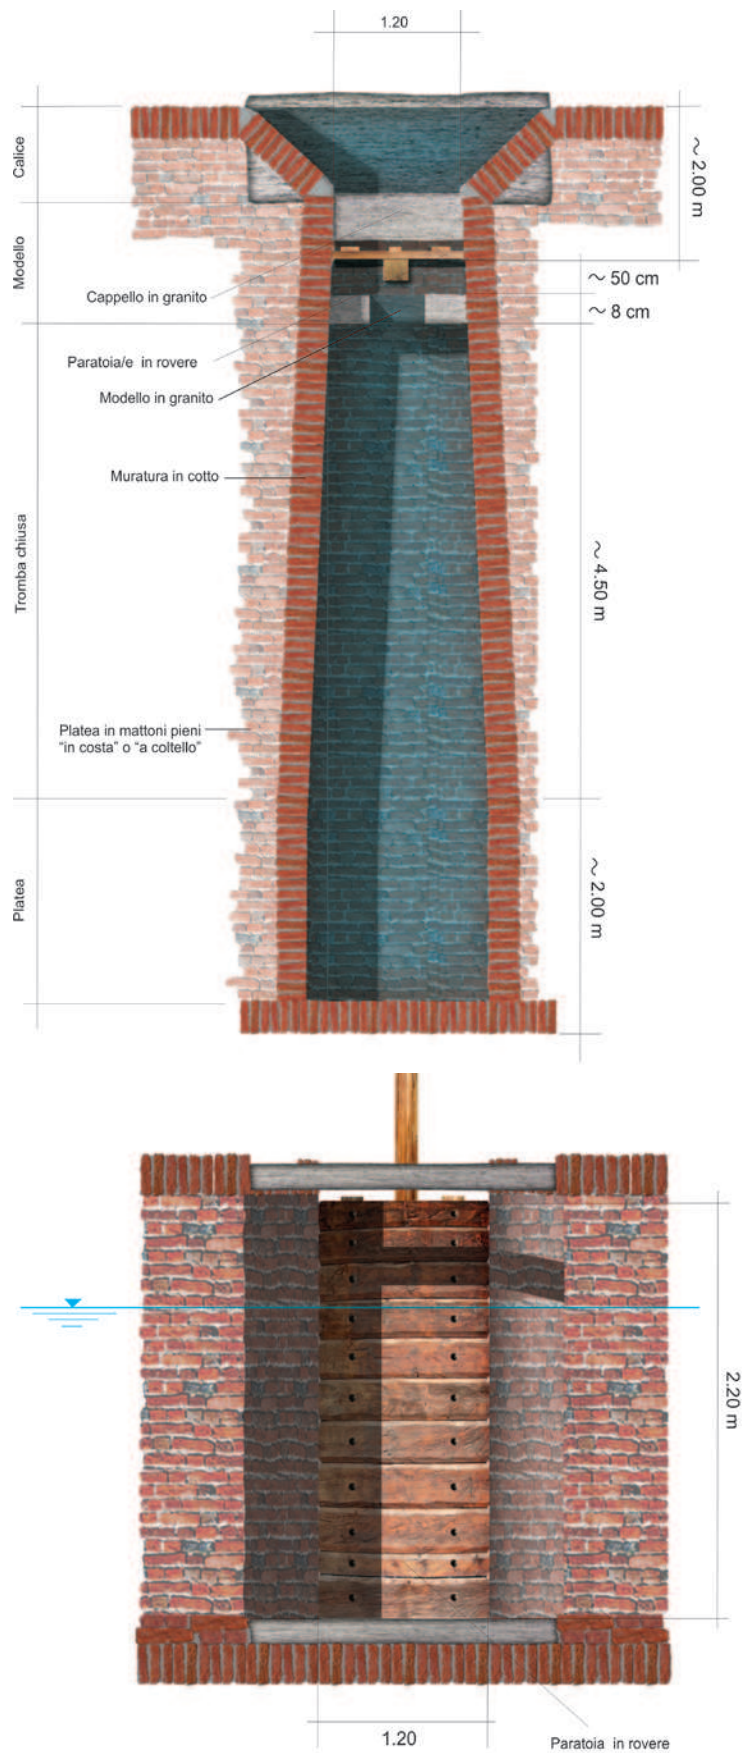 1.20
Calice
~ 2.00 m
Modello
~ 50 cm
Cappello in granito
~ 8 cm
Paratoia/e in rovere
Modello in granito
Muratura in cotto
Tromba chiusa
~ 4.50 m
Platea in mattoni pieni
“in costa” o “a coltello”
Platea
~ 2.00 m
2.20 m
1.20
Paratoia in rovere